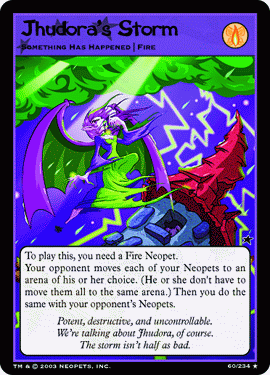 Jhudora's Storm
Something Has Happened | Fire
To play this, you need a Fire Neopet.
Your opponent moves each of your Neopets to an
arena of his or her choice. (He or she don't have to
move them all to the same arena.) Then you do the
same with your opponent's Neopets.
Potent, destructive, and uncontrollable.
We're talking about Jhudora, of course.
The storm isn't half as bad.
TM & © 2003 NEOPETS, INC.
60/234 ★